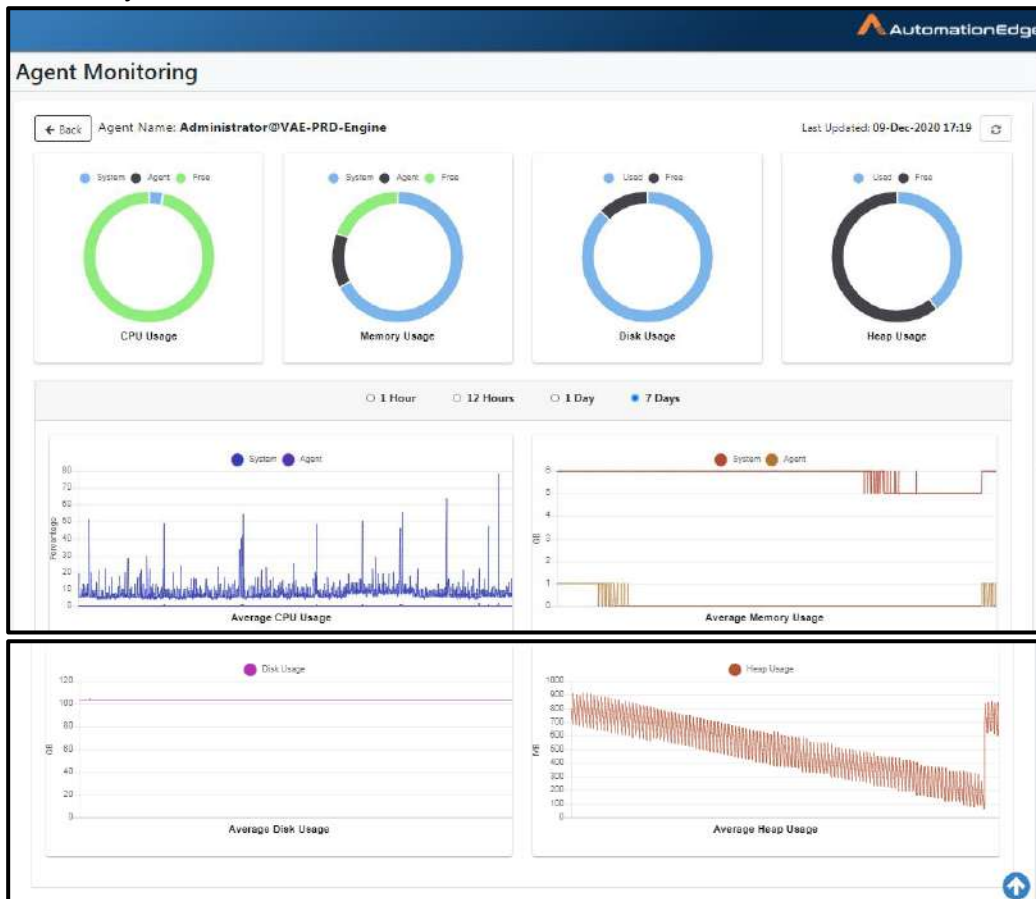 AutomationEdge
Agent Monitoring
Back Agent Name: Administrator@VAE-PRD-Engine Last Updated: 09-Dec-2020 17:19
System Agent Free
CPU Usage
System Agent Free
Memory Usage
Used Free
Disk Usage
Used Free
Heap Usage
1 Hour 12 Hours 1 Day 7 Days
System Agent
Percentage
80
70
60
50
40
30
20
10
0
Average CPU Usage
System Agent
GB
6
5
4
3
2
1
0
Average Memory Usage
Disk Usage
GB
120
100
80
60
40
20
0
Average Disk Usage
Heap Usage
MB
1000
900
800
700
600
500
400
300
200
100
0
Average Heap Usage